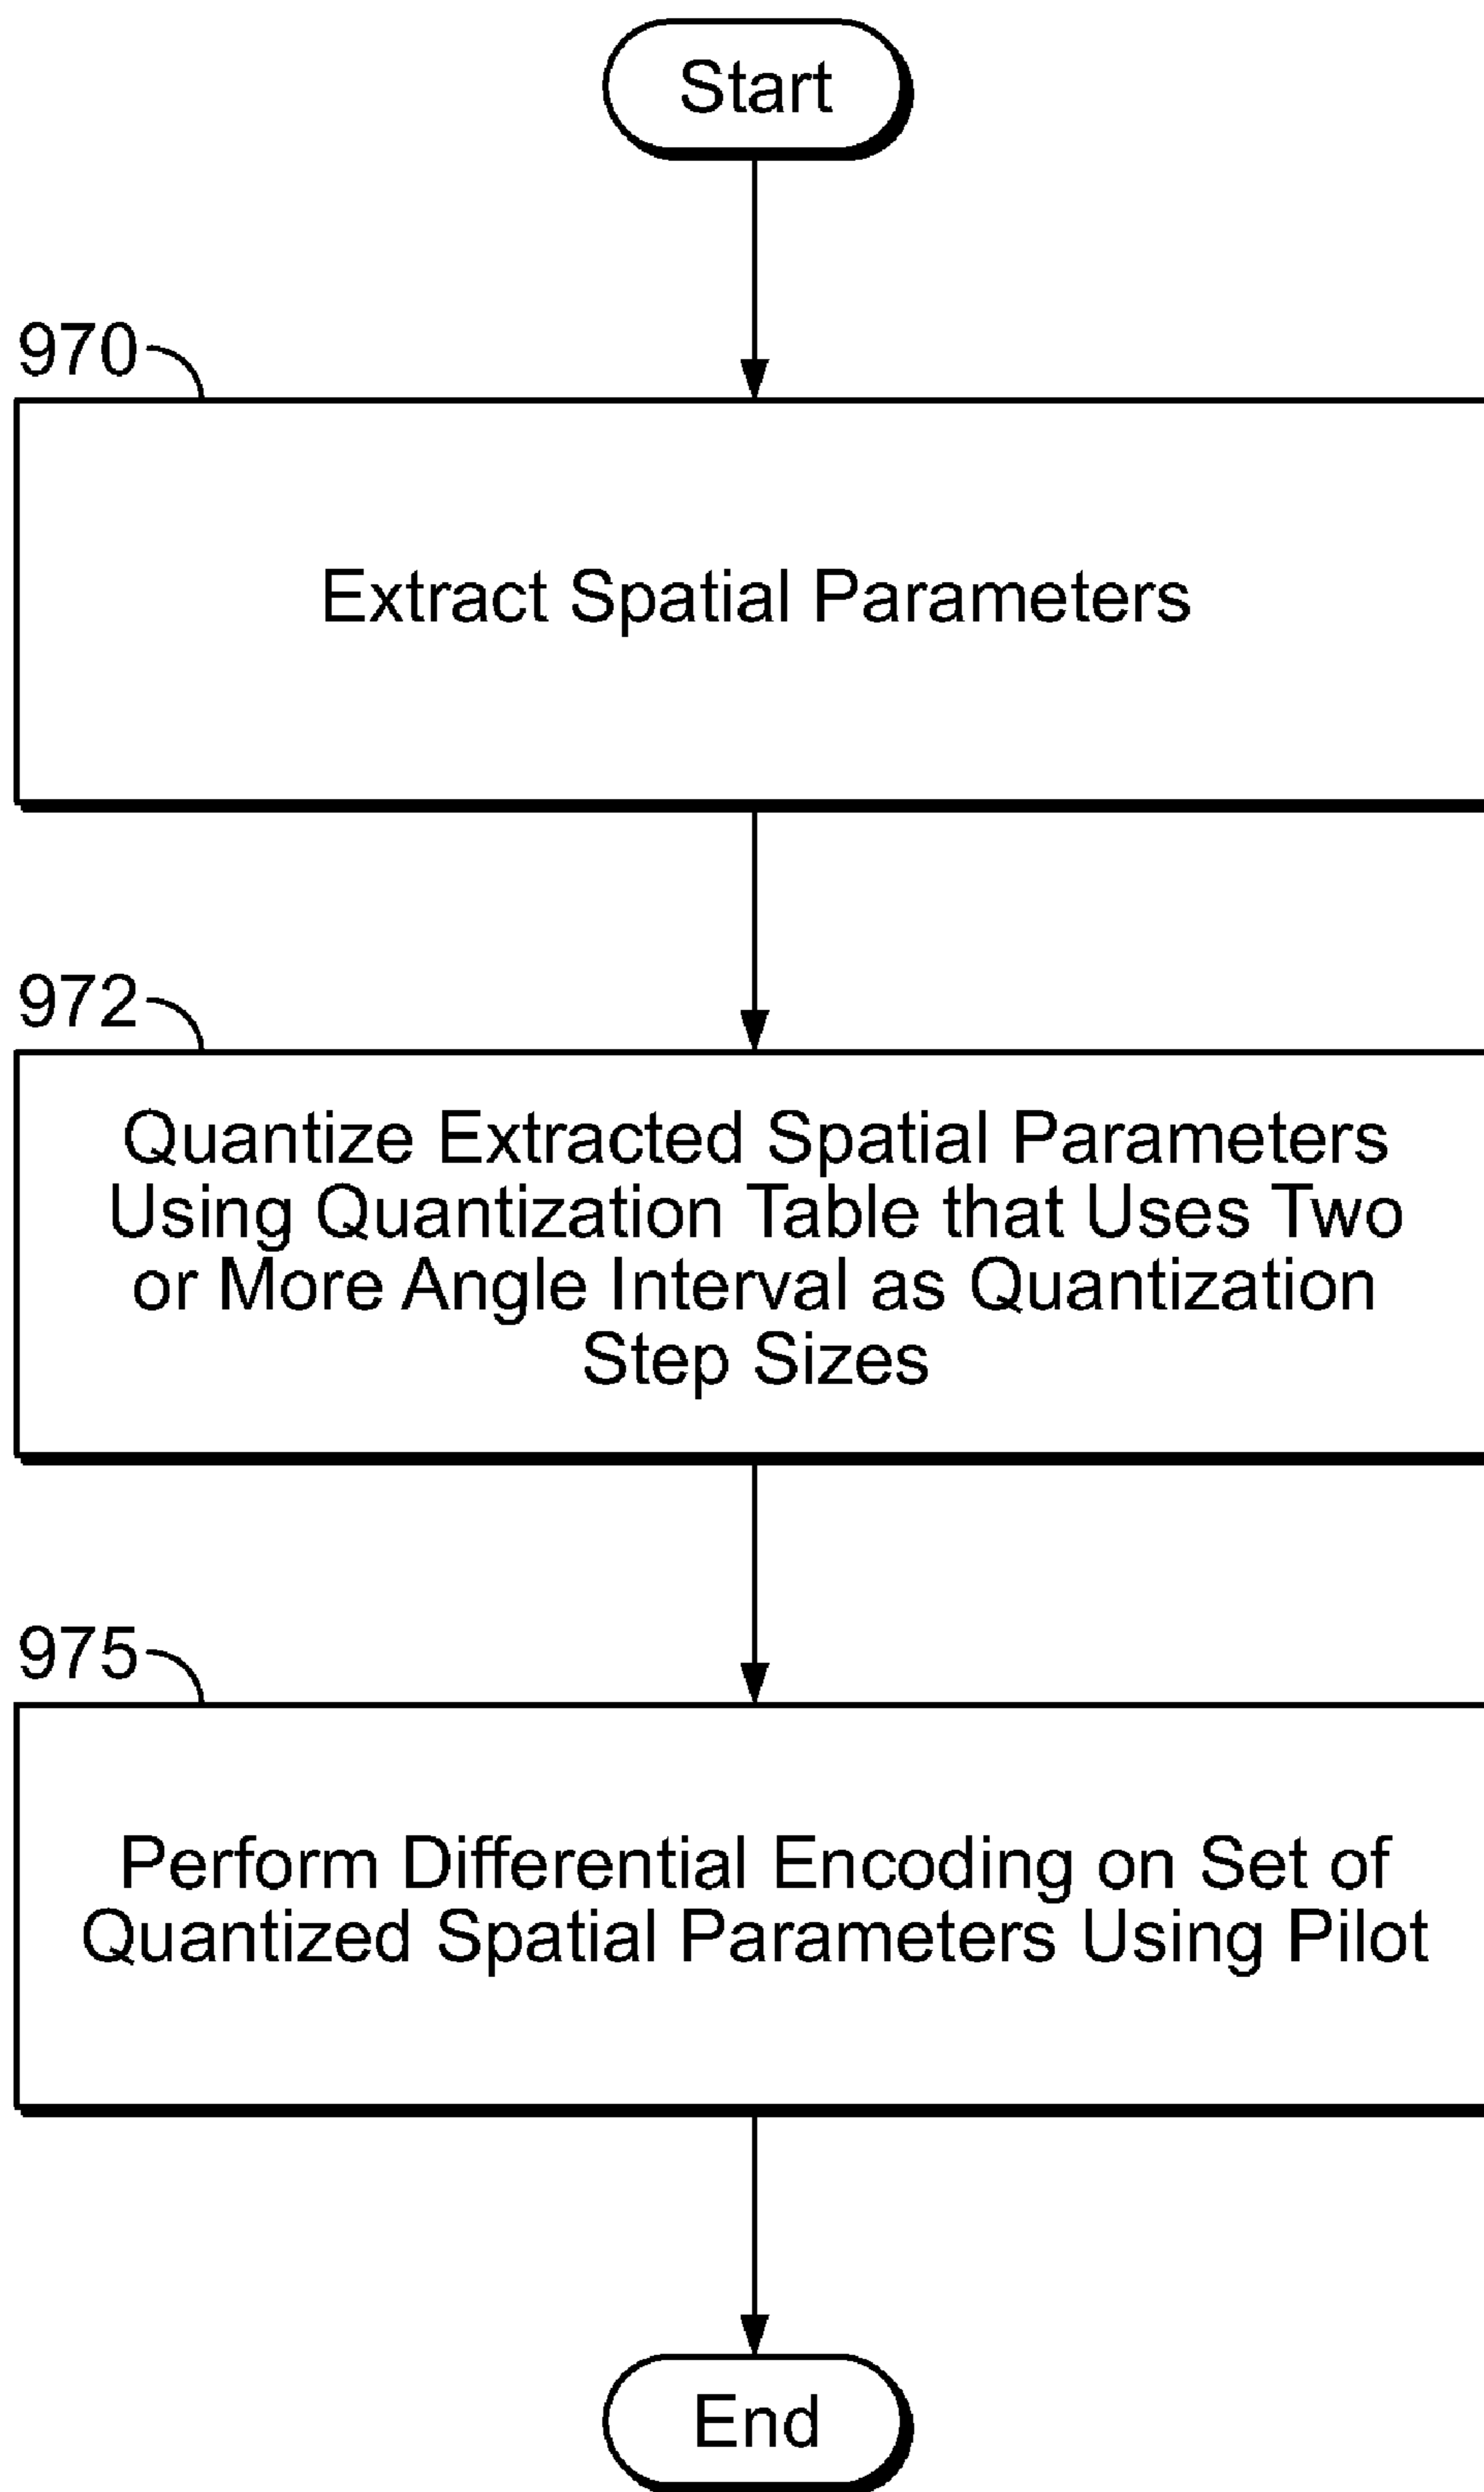 Start
970
Extract Spatial Parameters
972
Quantize Extracted Spatial Parameters
Using Quantization Table that Uses Two
or More Angle Interval as Quantization
Step Sizes
975
Perform Differential Encoding on Set of
Quantized Spatial Parameters Using Pilot
End